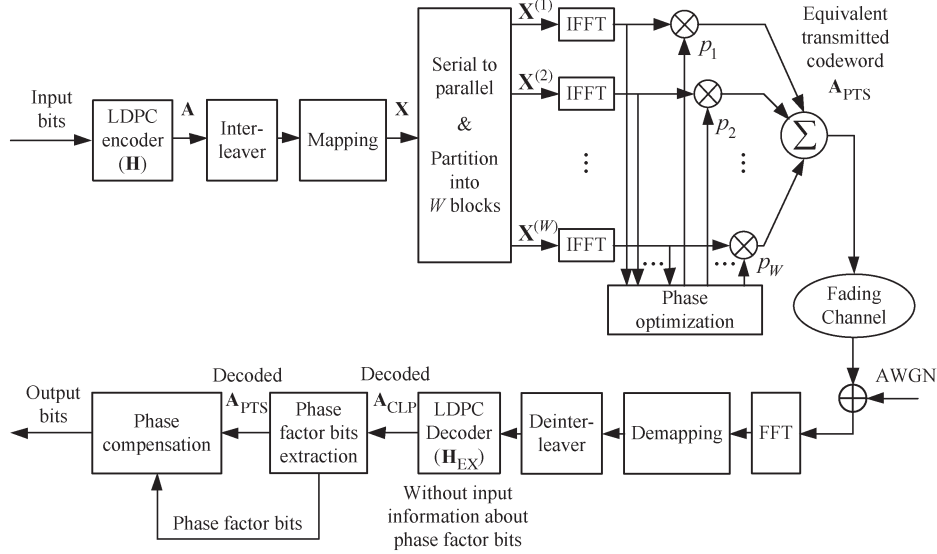 Input
bits
LDPC
encoder
(H)
A
Inter-
leaver
Mapping
X
Serial to
parallel
&
Partition
into
W blocks
X(1)
IFFT
p1
X(2)
IFFT
p2
X(W)
IFFT
pW
Phase
optimization
Σ
Equivalent
transmitted
codeword
APTS
Fading
Channel
AWGN
FFT
Demapping
Deinter-
leaver
LDPC
Decoder
(HEX)
Without input
information about
phase factor bits
Decoded
ACLP
Phase
factor bits
extraction
Decoded
APTS
Phase
compensation
Phase factor bits
Output
bits